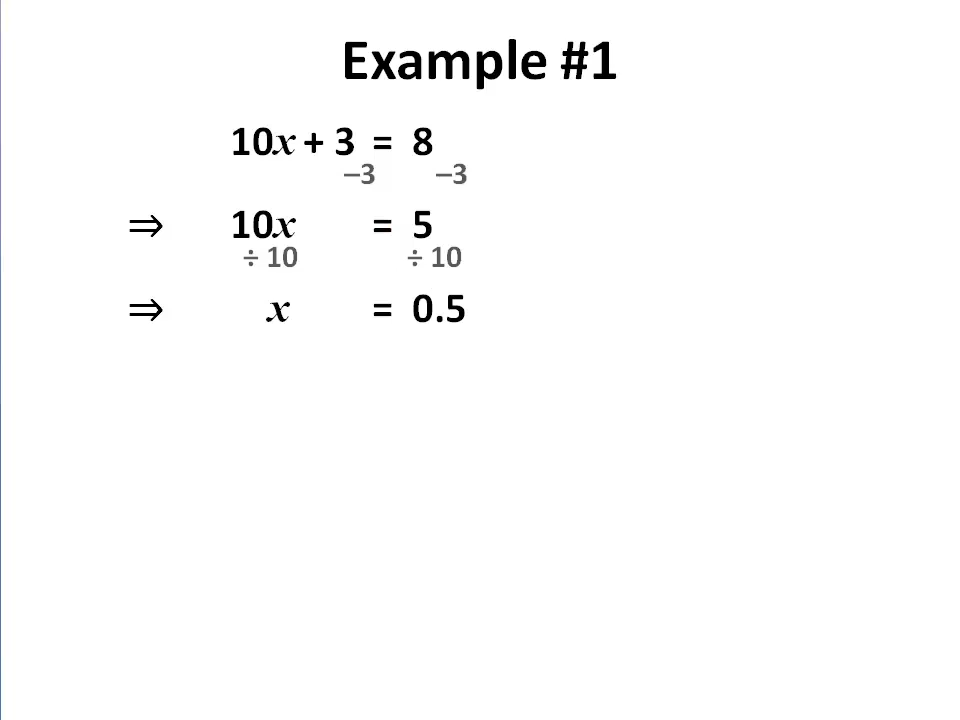 Example #1
10x + 3 = 8
–3 –3
⇒ 10x = 5
÷ 10 ÷ 10
⇒ x = 0.5